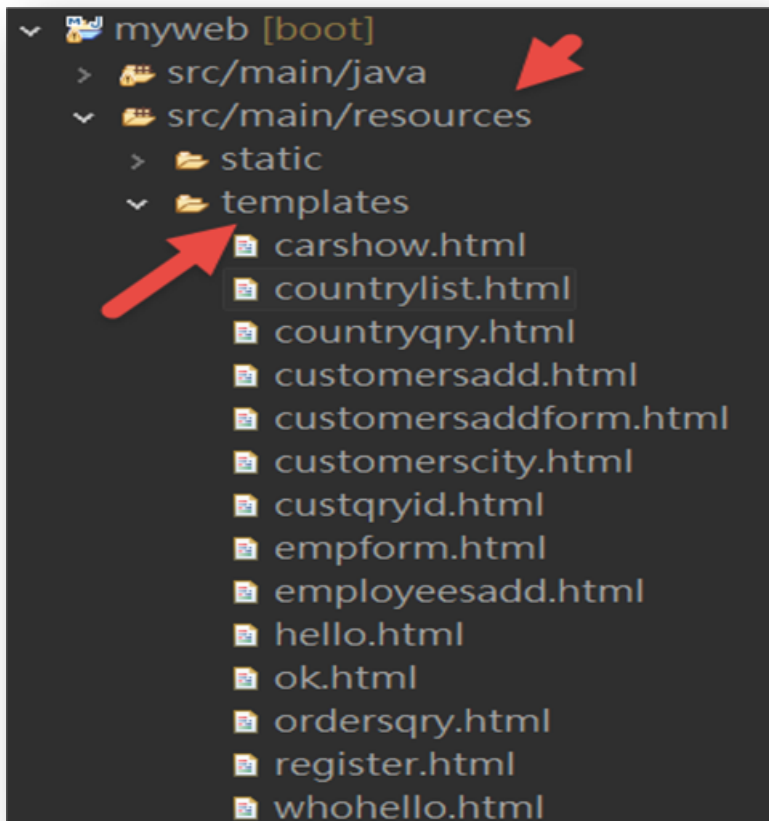 myweb [boot]
src/main/java
src/main/resources
static
templates
carshow.html
countrylist.html
countryqry.html
customersadd.html
customersaddform.html
customerscity.html
custqryid.html
empform.html
employeesadd.html
hello.html
ok.html
ordersqry.html
register.html
whohello.html